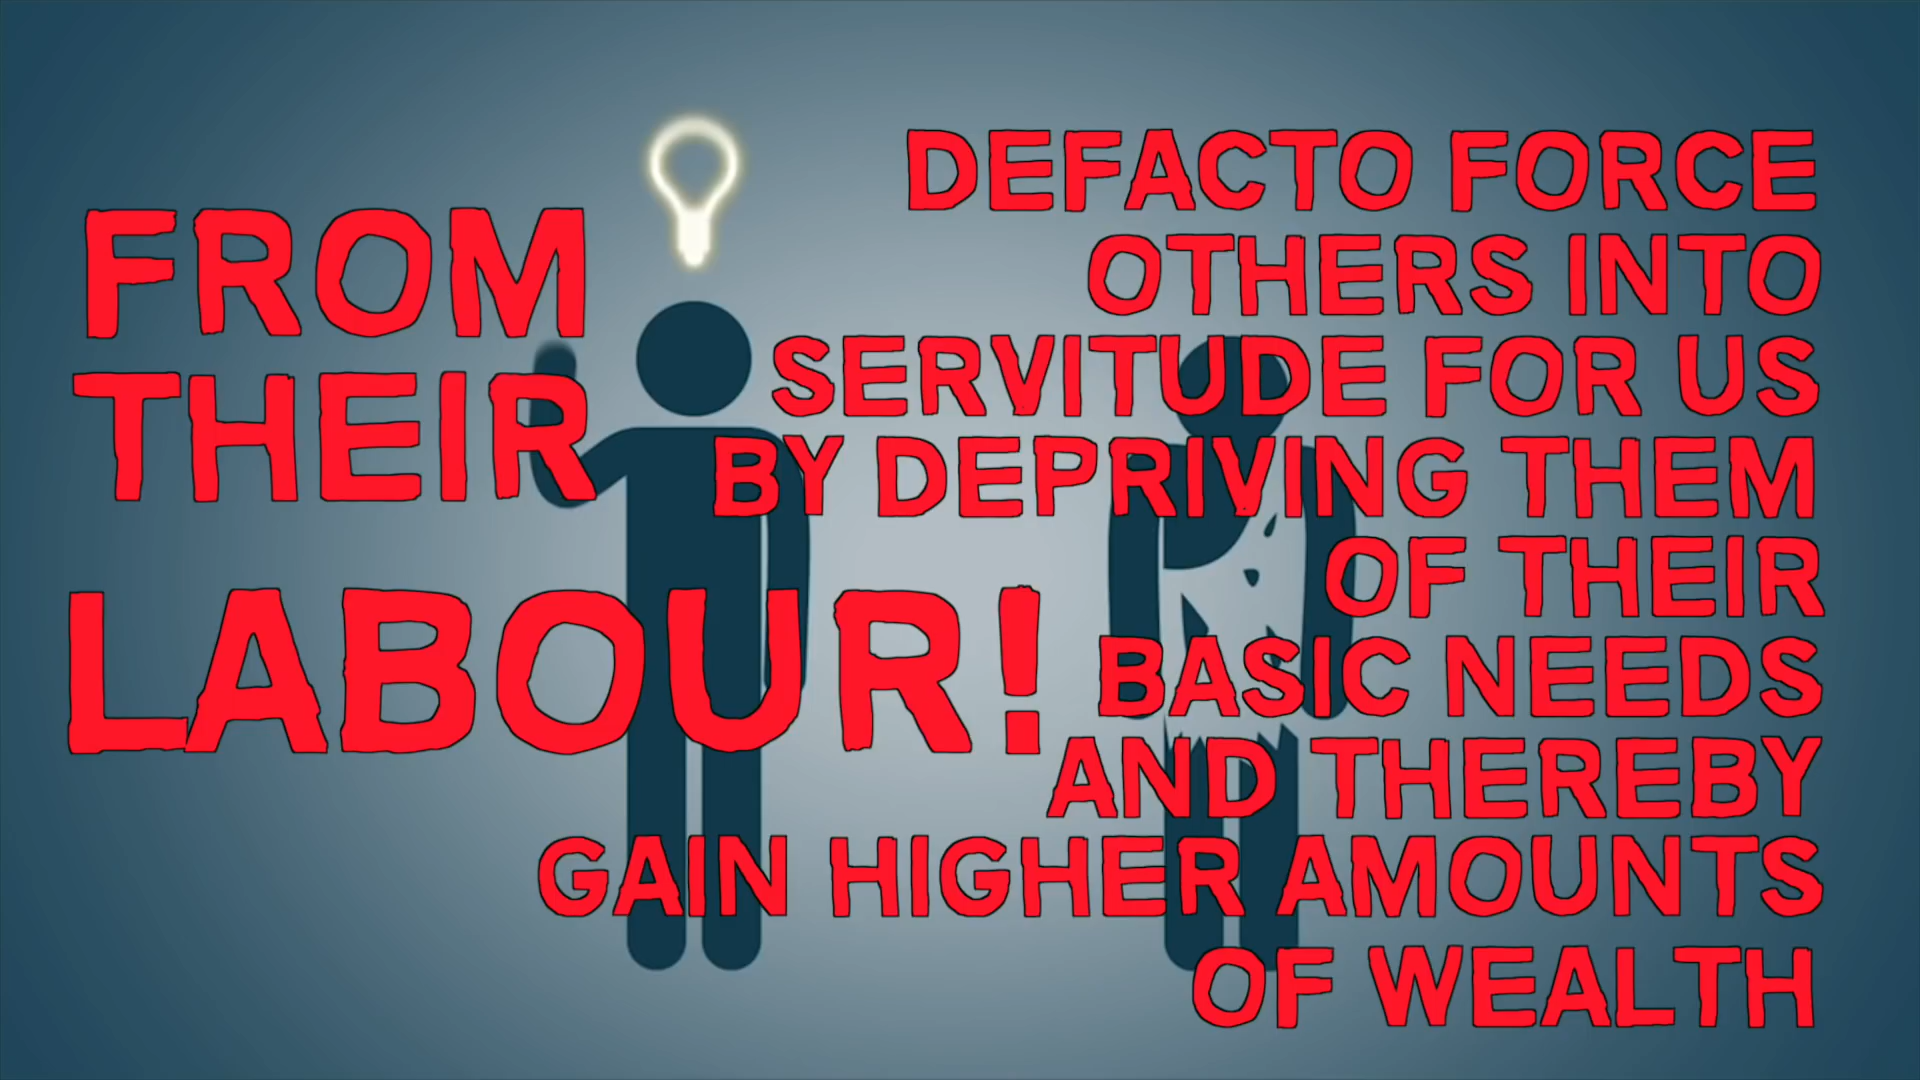 DEFACTO FORCE
OTHERS INTO
SERVITUDE FOR US
BY DEPRIVING THEM
OF THEIR
BASIC NEEDS
AND THEREBY
GAIN HIGHER AMOUNTS
OF WEALTH
FROM
THEIR
LABOUR!